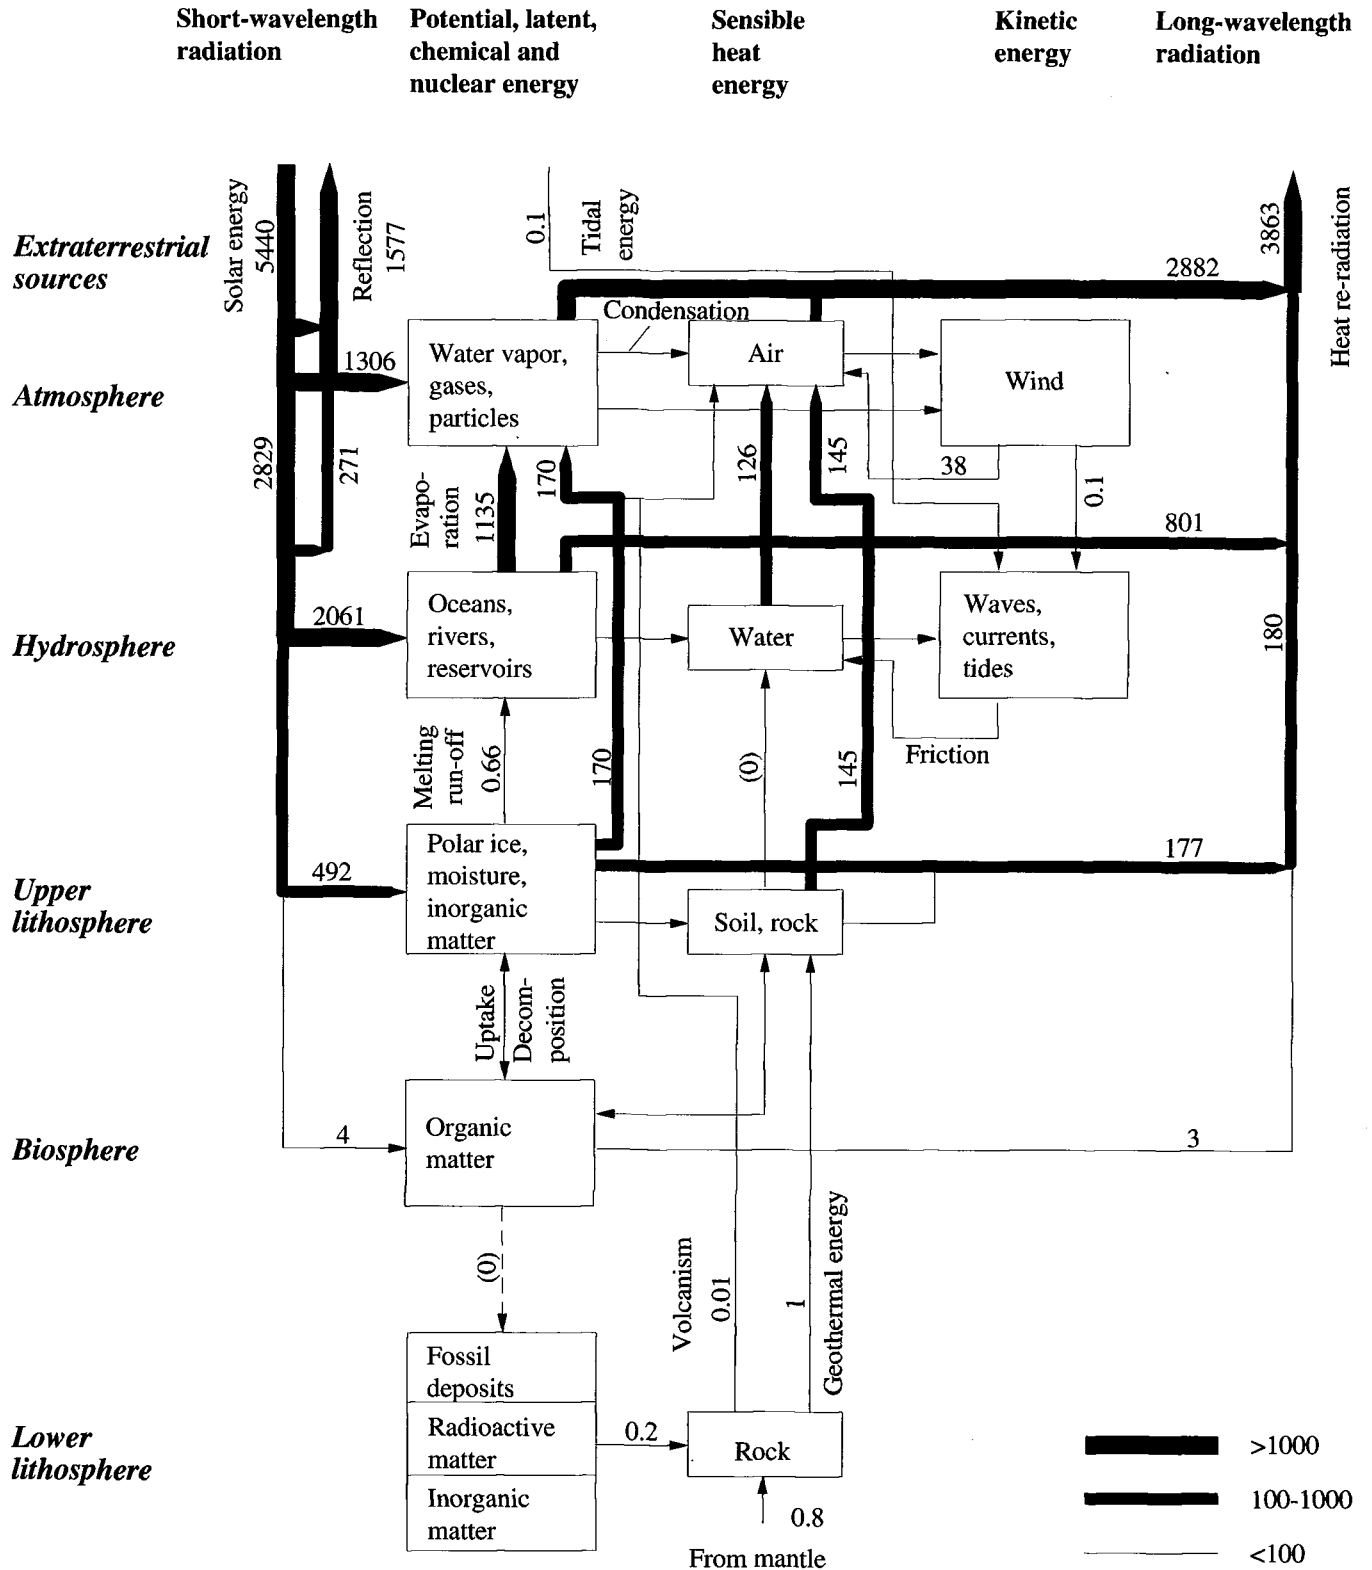 Short-wavelength
radiation
Potential, latent,
chemical and
nuclear energy
Sensible
heat
energy
Kinetic
energy
Long-wavelength
radiation
Extraterrestrial
sources
Solar energy
5440
Reflection
1577
0.1
Tidal
energy
2882
3863
Heat re-radiation
Atmosphere
1306
Water vapor,
gases,
particles
Condensation
Air
Wind
2829
271
Evapo-
ration
1135
170
126
145
38
0.1
801
Hydrosphere
2061
Oceans,
rivers,
reservoirs
Water
Waves,
currents,
tides
180
Melting
run-off
0.66
170
(0)
145
Friction
Upper
lithosphere
492
Polar ice,
moisture,
inorganic
matter
Soil, rock
177
Uptake
Decom-
position
Biosphere
4
Organic
matter
3
(0)
Volcanism
0.01
1
Geothermal energy
Lower
lithosphere
Fossil
deposits
Radioactive
matter
Inorganic
matter
0.2
Rock
0.8
From mantle
>1000
100-1000
<100